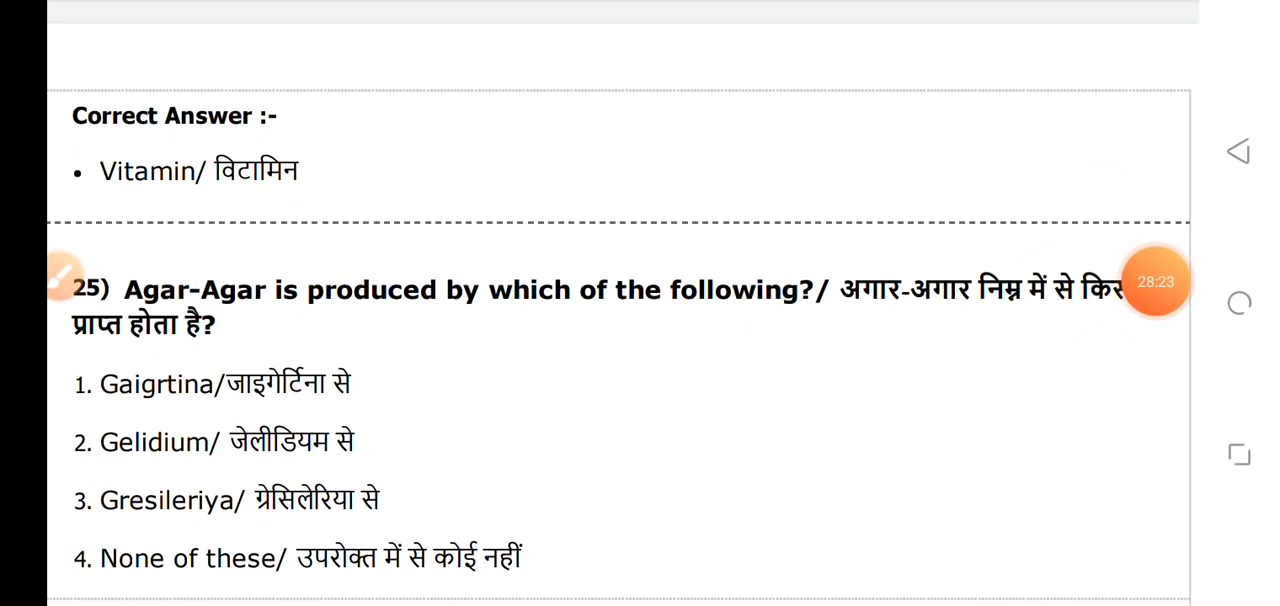 Correct Answer :-
• Vitamin/ विटामिन
25) Agar-Agar is produced by which of the following?/ अगार-अगार निम्न में से
28:23
प्राप्त होता है?
1. Gaigrtina/जाइगेर्टिना से
2. Gelidium/ जेलीडियम से
3. Gresileriya/ ग्रेसिलेरिया से
4. None of these/ उपरोक्त में से कोई नहीं